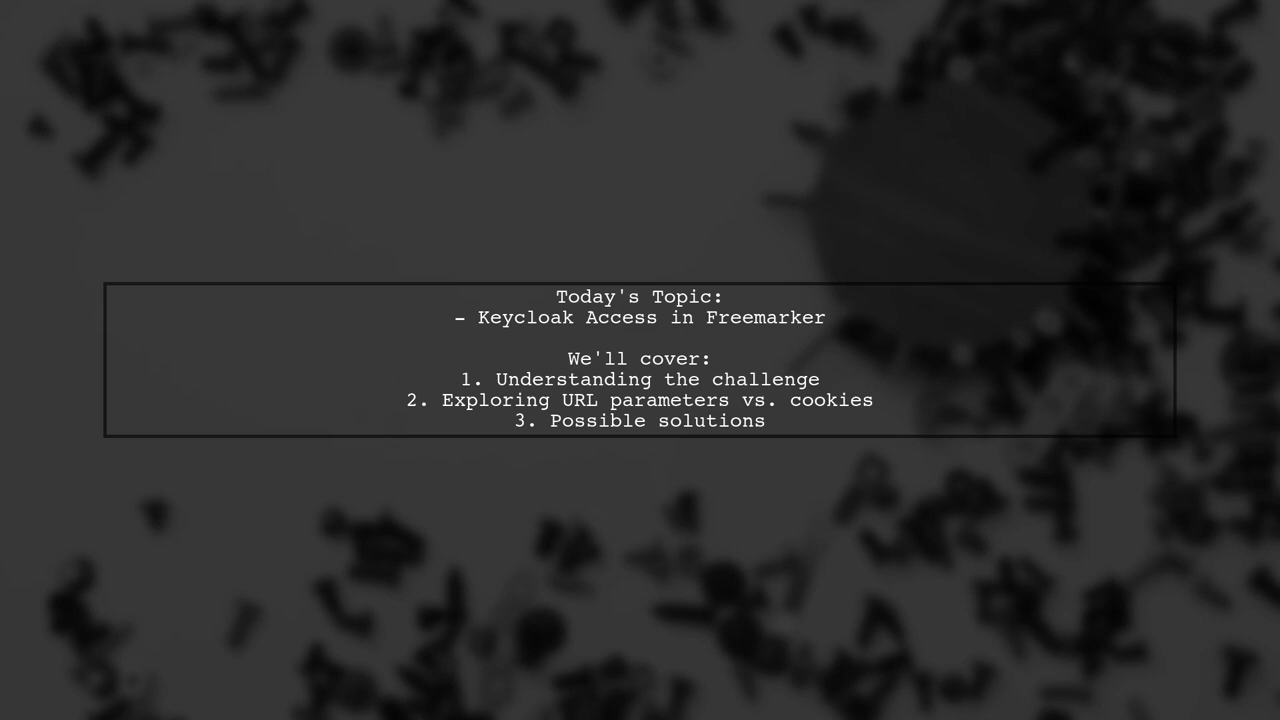 Today's Topic:
- Keycloak Access in Freemarker
We'll cover:
1. Understanding the challenge
2. Exploring URL parameters vs. cookies
3. Possible solutions